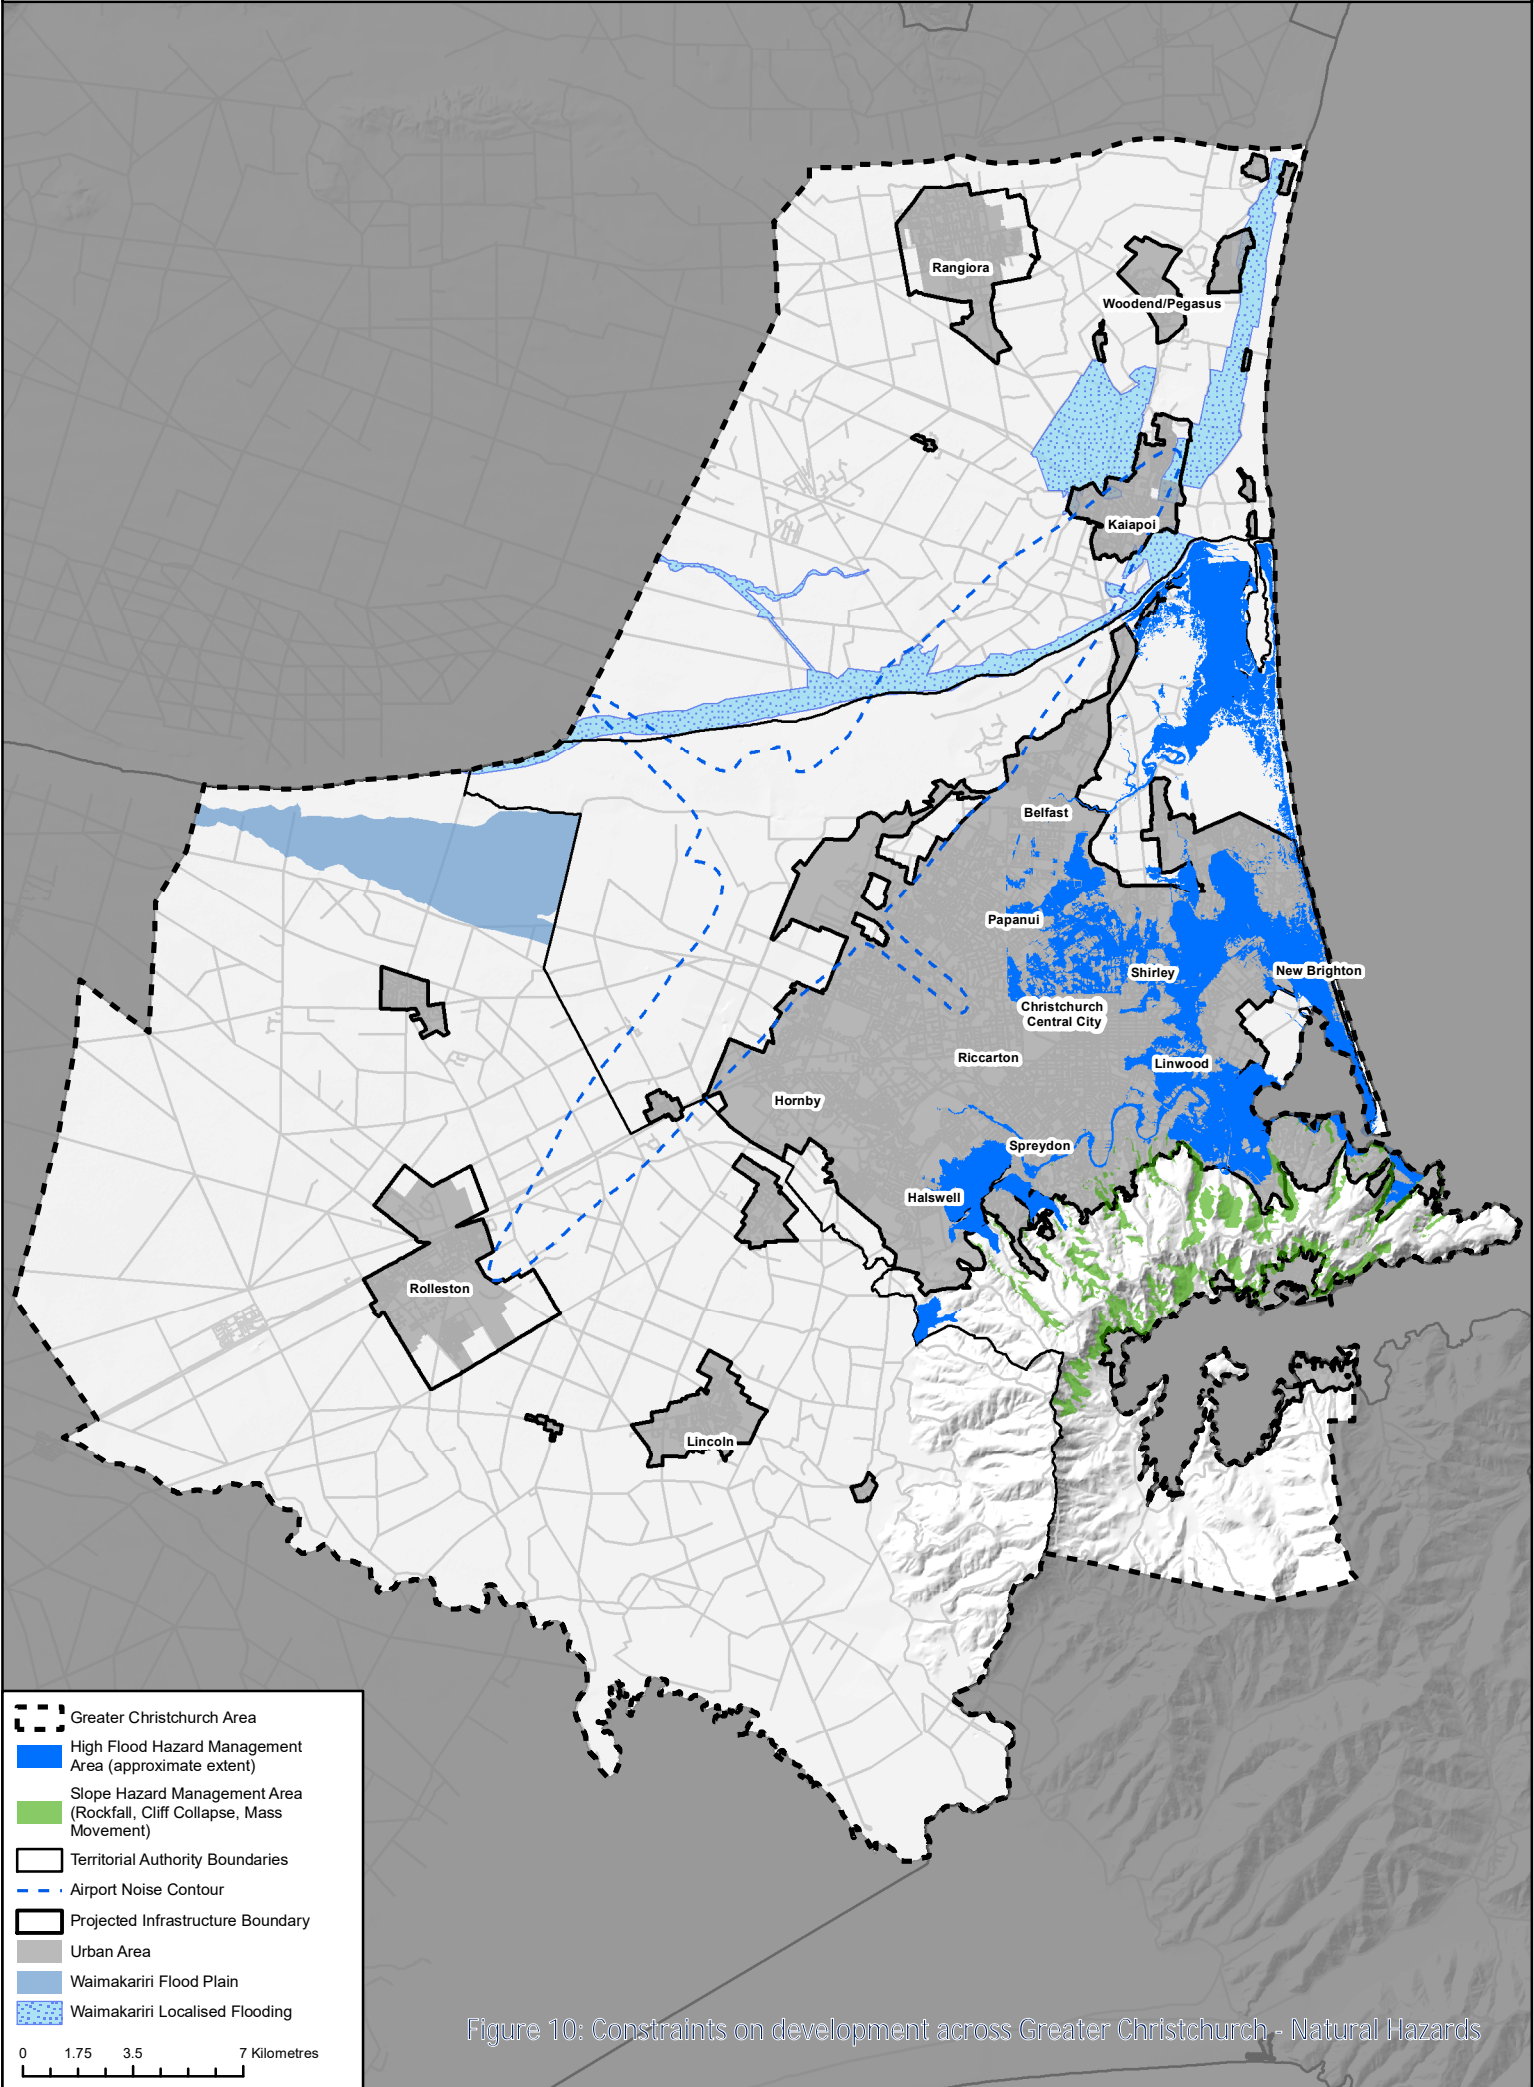 Rangiora
Woodend/Pegasus
Kaiapoi
Belfast
Papanui
Shirley
New Brighton
Christchurch
Central City
Riccarton
Linwood
Hornby
Spreydon
Halswell
Rolleston
Lincoln
Greater Christchurch Area
High Flood Hazard Management
Area (approximate extent)
Slope Hazard Management Area
(Rockfall, Cliff Collapse, Mass
Movement)
Territorial Authority Boundaries
Airport Noise Contour
Projected Infrastructure Boundary
Urban Area
Waimakariri Flood Plain
Waimakariri Localised Flooding
0 1.75 3.5 7 Kilometres
Figure 10: Constraints on development across Greater Christchurch - Natural Hazards